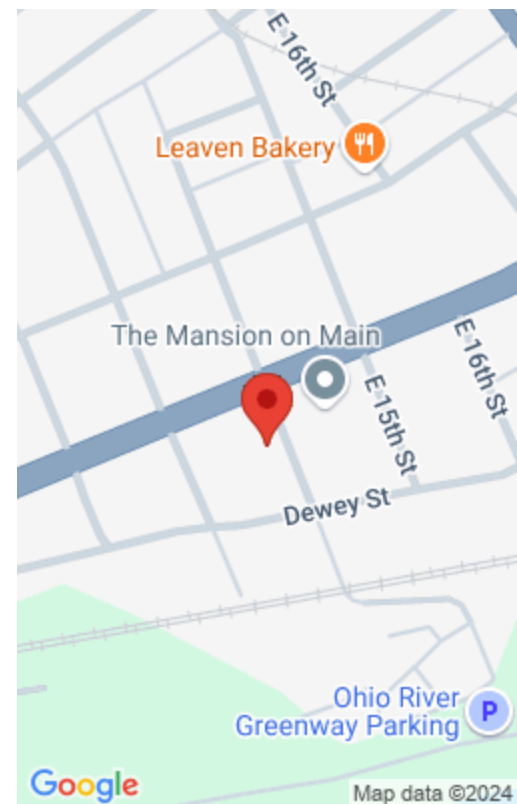 E 16th St
Leaven Bakery
The Mansion on Main
E 16th St
E 15th St
Dewey St
Ohio River
Greenway Parking
P
Google
Map data ©2024